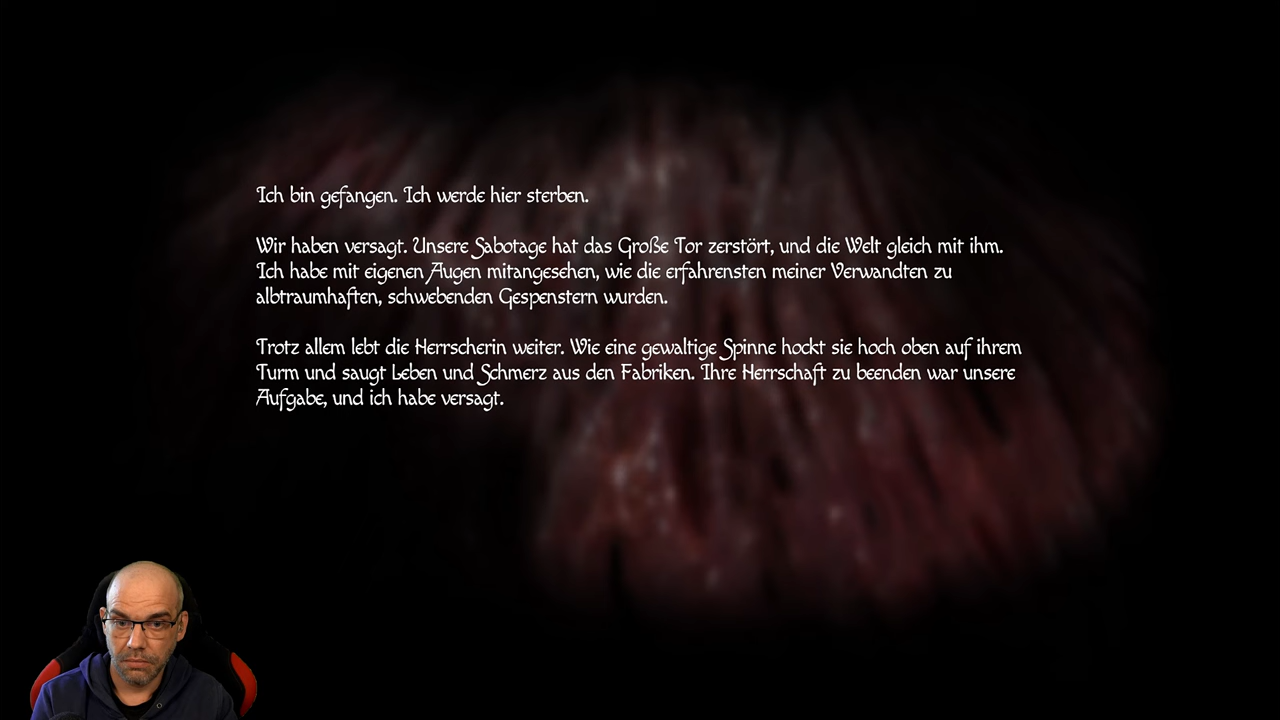 Ich bin gefangen. Ich werde hier sterben.
Wir haben versagt. Unsere Sabotage hat das Große Tor zerstört, und die Welt gleich mit ihm.
Ich habe mit eigenen Augen mitangesehen, wie die erfahrensten meiner Verwandten zu
albtraumhaften, schwebenden Gespenstern wurden.
Trotz allem lebt die Herrscherin weiter. Wie eine gewaltige Spinne hockt sie hoch oben auf ihrem
Turm und saugt Leben und Schmerz aus den Fabriken. Ihre Herrschaft zu beenden war unsere
Aufgabe, und ich habe versagt.